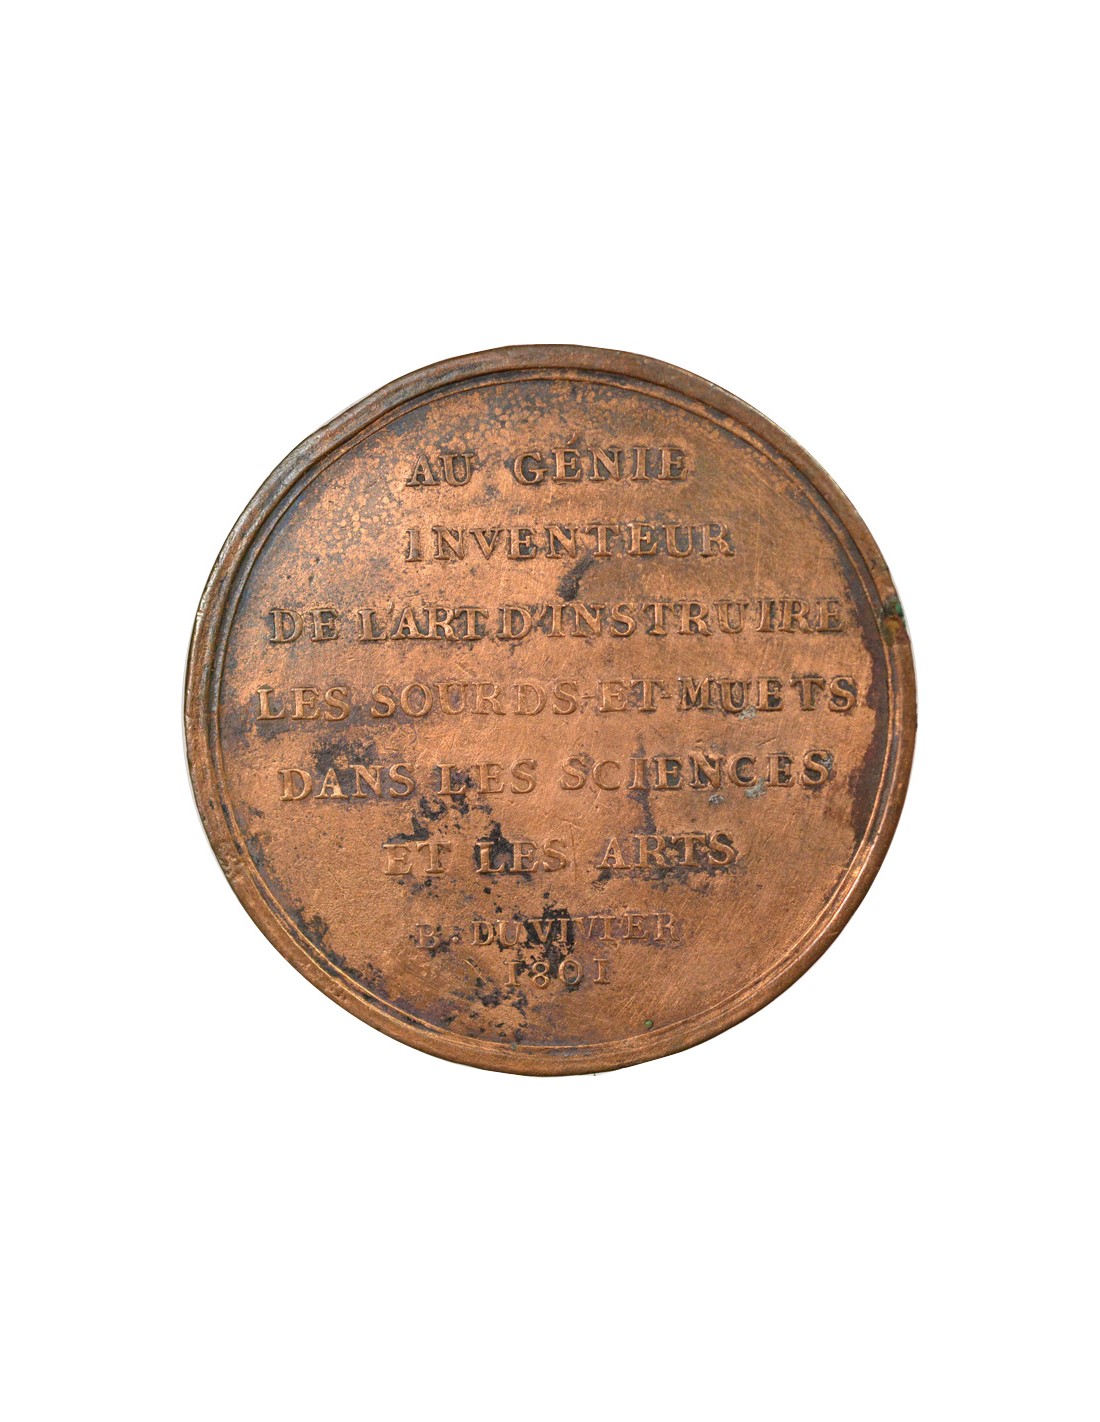 AU GÉNIE
INVENTEUR
DE L'ART D'INSTRUIRE
LES SOURDS-ET-MUETS
DANS LES SCIENCES
ET LES ARTS
B. DUVIVIER
1801